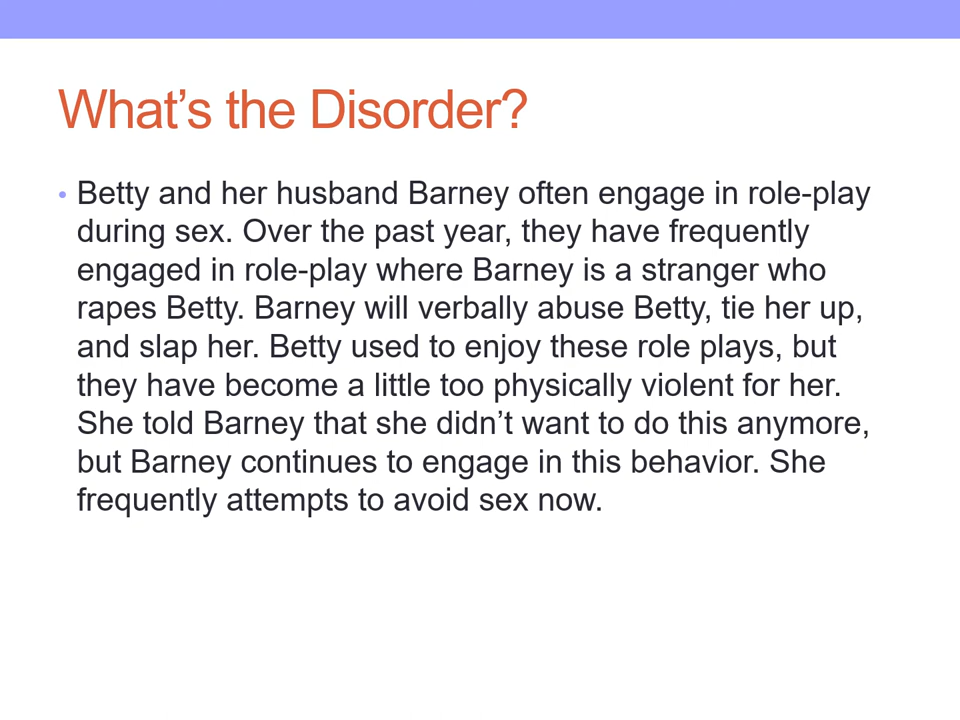 What’s the Disorder?
• Betty and her husband Barney often engage in role-play
during sex. Over the past year, they have frequently
engaged in role-play where Barney is a stranger who
rapes Betty. Barney will verbally abuse Betty, tie her up,
and slap her. Betty used to enjoy these role plays, but
they have become a little too physically violent for her.
She told Barney that she didn’t want to do this anymore,
but Barney continues to engage in this behavior. She
frequently attempts to avoid sex now.